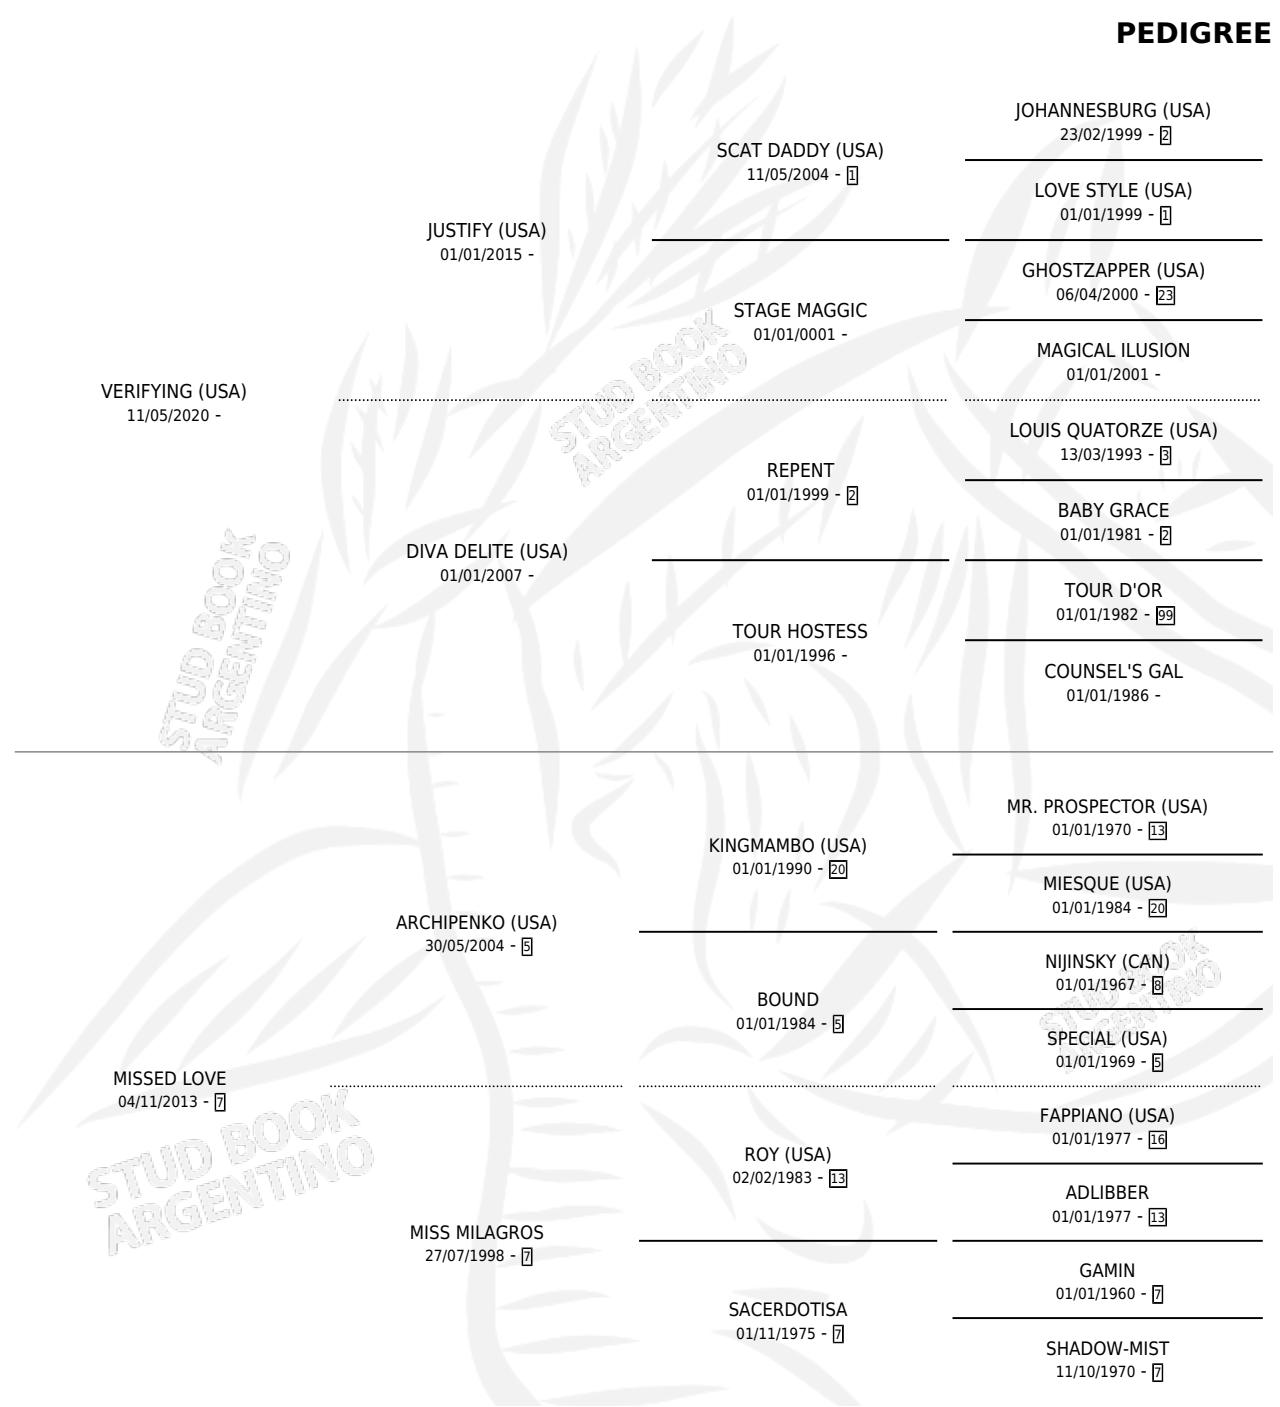 PEDIGREE
JOHANNESBURG (USA)
23/02/1999 - 2
SCAT DADDY (USA)
11/05/2004 - 1
LOVE STYLE (USA)
01/01/1999 - 1
JUSTIFY (USA)
01/01/2015 -
GHOSTZAPPER (USA)
06/04/2000 - 23
STAGE MAGGIC
01/01/0001 -
MAGICAL ILUSION
01/01/2001 -
VERIFYING (USA)
11/05/2020 -
LOUIS QUATORZE (USA)
13/03/1993 - 3
REPENT
01/01/1999 - 2
BABY GRACE
01/01/1981 - 2
DIVA DELITE (USA)
01/01/2007 -
TOUR D'OR
01/01/1982 - 99
TOUR HOSTESS
01/01/1996 -
COUNSEL'S GAL
01/01/1986 -
MR. PROSPECTOR (USA)
01/01/1970 - 13
KINGMAMBO (USA)
01/01/1990 - 20
MIESQUE (USA)
01/01/1984 - 20
ARCHIPENKO (USA)
30/05/2004 - 5
NIJINSKY (CAN)
01/01/1967 - 8
BOUND
01/01/1984 - 5
SPECIAL (USA)
01/01/1969 - 5
MISSED LOVE
04/11/2013 - 7
FAPPIANO (USA)
01/01/1977 - 16
ROY (USA)
02/02/1983 - 13
ADLIBBER
01/01/1977 - 13
MISS MILAGROS
27/07/1998 - 7
GAMIN
01/01/1960 - 7
SACERDOTISA
01/11/1975 - 7
SHADOW-MIST
11/10/1970 - 7
STUD BOOK
ARGENTINO
STUD BOOK
ARGENTINO
STUD BOOK
ARGENTINO
STUD BOOK
ARGENTINO